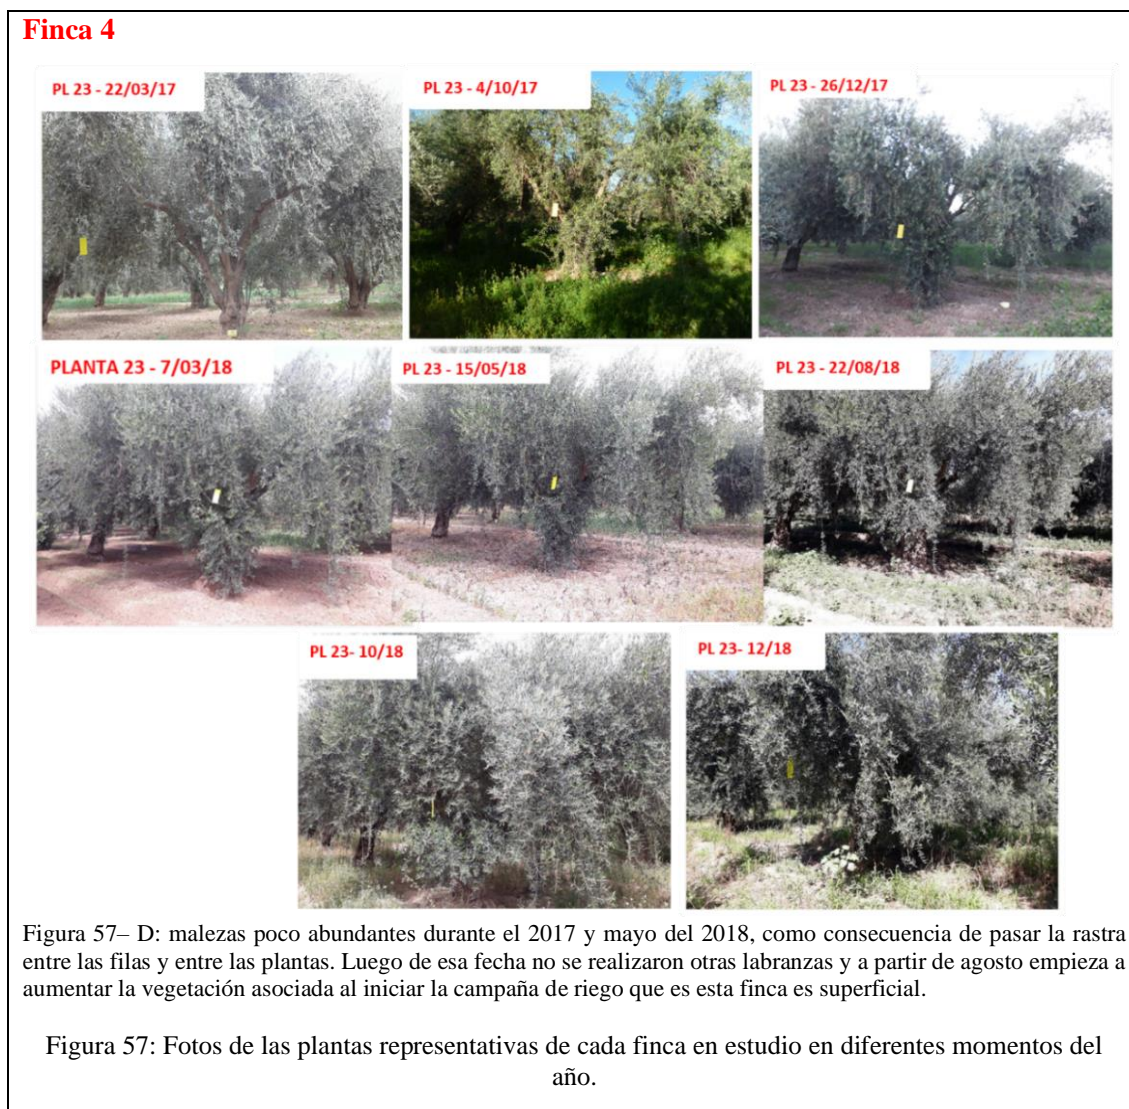 Finca 4
PL 23 - 22/03/17
PL 23 - 4/10/17
PL 23 - 26/12/17
PLANTA 23 - 7/03/18
PL 23 - 15/05/18
PL 23 - 22/08/18
PL 23- 10/18
PL 23- 12/18
Figura 57– D: malezas poco abundantes durante el 2017 y mayo del 2018, como consecuencia de pasar la rastra
entre las filas y entre las plantas. Luego de esa fecha no se realizaron otras labranzas y a partir de agosto empieza a
aumentar la vegetación asociada al iniciar la campaña de riego que es esta finca es superficial.
Figura 57: Fotos de las plantas representativas de cada finca en estudio en diferentes momentos del
año.